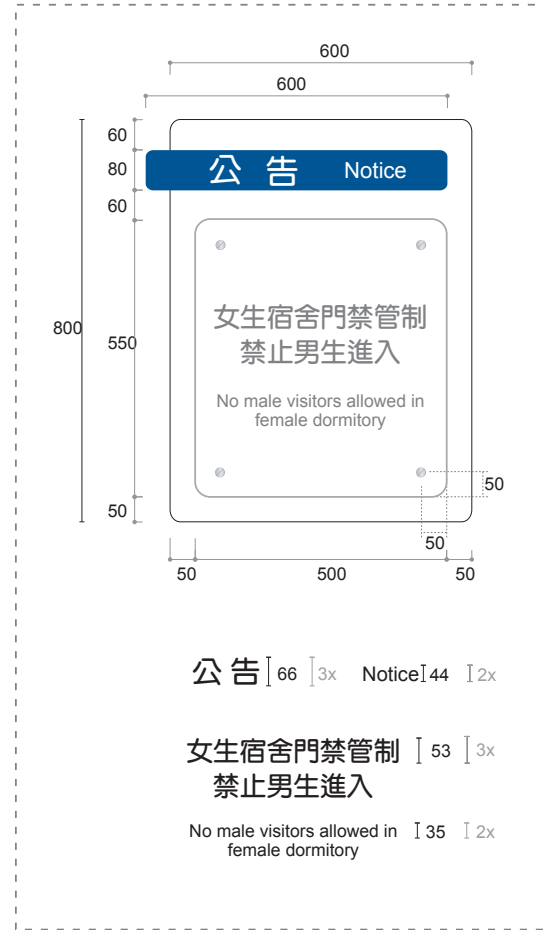 600
600
60
80
60
公 告 Notice
800
550
女生宿舍門禁管制
禁止男生進入
No male visitors allowed in
female dormitory
50
50
50
50 500 50
公 告 66 3x Notice 44 2x
女生宿舍門禁管制 53 3x
禁止男生進入
No male visitors allowed in 35 2x
female dormitory